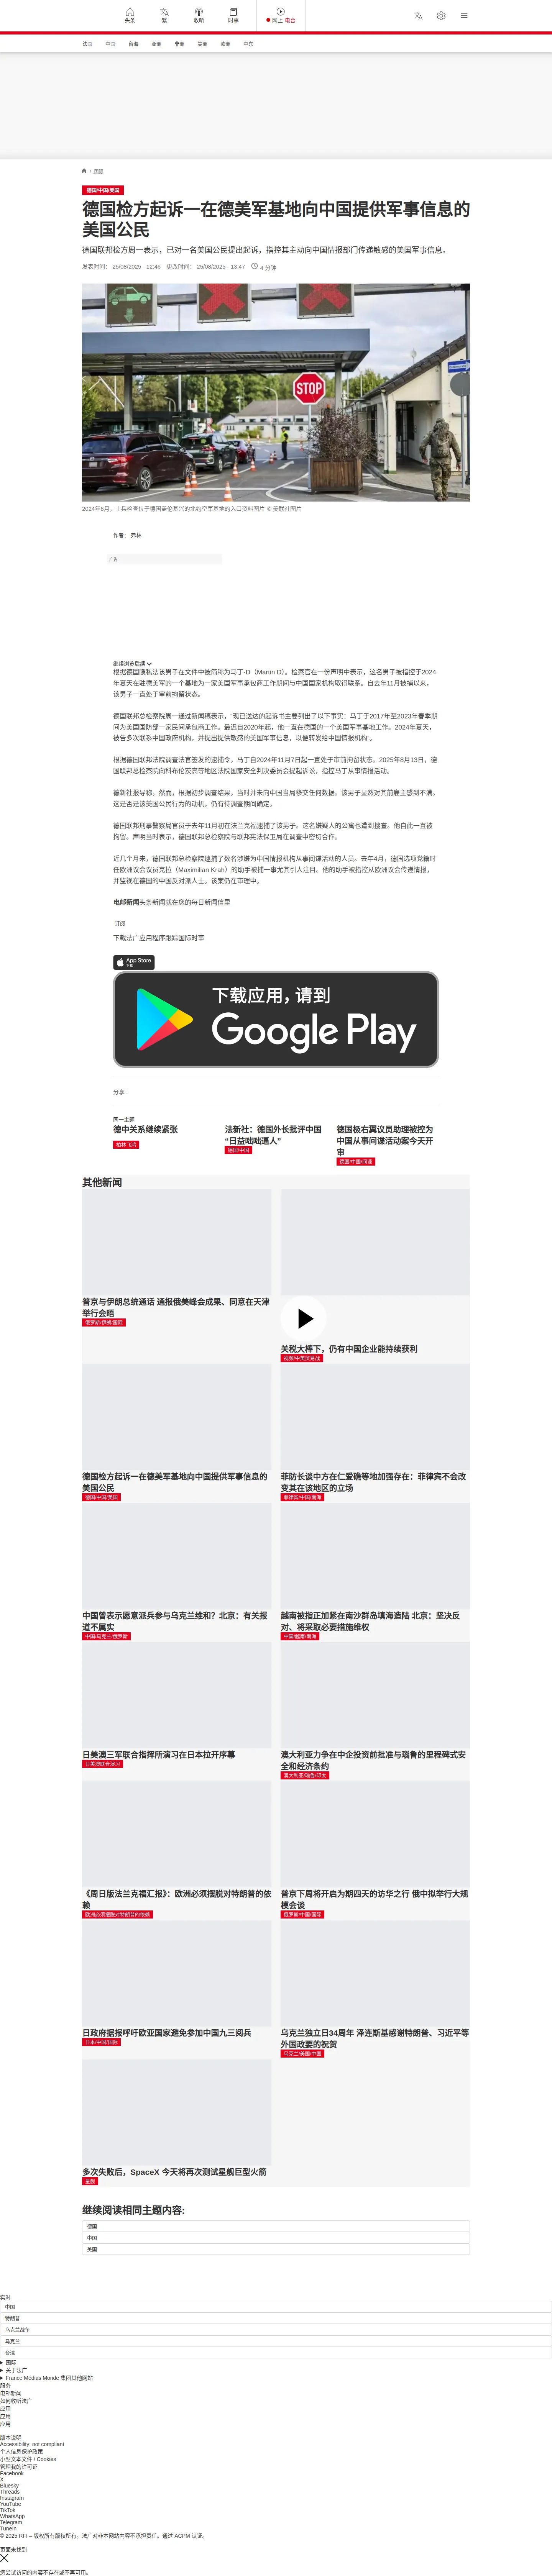 头条
繁
收听
时事
网上 电台
法国 中国 台海 亚洲 非洲 美洲 欧洲 中东
/ 国际
德国/中国/美国
德国检方起诉一在德美军基地向中国提供军事信息的
美国公民
德国联邦检方周一表示，已对一名美国公民提出起诉，指控其主动向中国情报部门传递敏感的美国军事信息。
发表时间： 25/08/2025 - 12:46 更改时间： 25/08/2025 - 13:47 4 分钟
STOP
2024年8月，士兵检查位于德国盖伦基兴的北约空军基地的入口资料图片 © 美联社图片
作者： 弗林
广告
继续浏览后续
根据德国隐私法该男子在文件中被简称为马丁·D（Martin D）。检察官在一份声明中表示，这名男子被指控于2024
年夏天在驻德美军的一个基地为一家美国军事承包商工作期间与中国国家机构取得联系。自去年11月被捕以来，
该男子一直处于审前拘留状态。
德国联邦总检察院周一通过新闻稿表示，“现已送达的起诉书主要列出了以下事实：马丁于2017年至2023年春季期
间为美国国防部一家民间承包商工作。最迟自2020年起，他一直在德国的一个美国军事基地工作。2024年夏天，
被告多次联系中国政府机构，并提出提供敏感的美国军事信息，以便转发给中国情报机构”。
根据德国联邦法院调查法官签发的逮捕令，马丁自2024年11月7日起一直处于审前拘留状态。2025年8月13日，德
国联邦总检察院向科布伦茨高等地区法院国家安全判决委员会提起诉讼，指控马丁从事情报活动。
德新社报导称，然而，根据初步调查结果，当时并未向中国当局移交任何数据。该男子显然对其前雇主感到不满。
这是否是该美国公民行为的动机，仍有待调查期间确定。
德国联邦刑事警察局官员于去年11月初在法兰克福逮捕了该男子。这名嫌疑人的公寓也遭到搜查。他自此一直被
拘留。声明当时表示，德国联邦总检察院与联邦宪法保卫局在调查中密切合作。
近几个月来，德国联邦总检察院逮捕了数名涉嫌为中国情报机构从事间谍活动的人员。去年4月，德国选项党籍时
任欧洲议会议员克拉（Maximilian Krah）的助手被捕一事尤其引人注目。他的助手被指控从欧洲议会传递情报，
并监视在德国的中国反对派人士。该案仍在审理中。
电邮新闻头条新闻就在您的每日新闻信里
订阅
下载法广应用程序跟踪国际时事
App Store
下载
下载应用，请到
Google Play
分享 :
同一主题
德中关系继续紧张
柏林飞鸿
法新社：德国外长批评中国
“日益咄咄逼人”
德国/中国
德国极右翼议员助理被控为
中国从事间谍活动案今天开
审
德国/中国/间谍
其他新闻
普京与伊朗总统通话 通报俄美峰会成果、同意在天津
举行会晤
俄罗斯/伊朗/国际
关税大棒下，仍有中国企业能持续获利
视频/中美贸易战
德国检方起诉一在德美军基地向中国提供军事信息的
美国公民
德国/中国/美国
菲防长谈中方在仁爱礁等地加强存在：菲律宾不会改
变其在该地区的立场
菲律宾/中国/南海
中国曾表示愿意派兵参与乌克兰维和？北京：有关报
道不属实
中国/乌克兰/俄罗斯
越南被指正加紧在南沙群岛填海造陆 北京：坚决反
对、将采取必要措施维权
中国/越南/南海
日美澳三军联合指挥所演习在日本拉开序幕
日美澳联合演习
澳大利亚力争在中企投资前批准与瑙鲁的里程碑式安
全和经济条约
澳大利亚/瑙鲁/印太
《周日版法兰克福汇报》：欧洲必须摆脱对特朗普的依
赖
欧洲必须摆脱对特朗普的依赖
普京下周将开启为期四天的访华之行 俄中拟举行大规
模会谈
俄罗斯/中国/国际
日政府据报呼吁欧亚国家避免参加中国九三阅兵
日本/中国/国际
乌克兰独立日34周年 泽连斯基感谢特朗普、习近平等
外国政要的祝贺
乌克兰/美国/中国
多次失败后，SpaceX 今天将再次测试星舰巨型火箭
星舰
继续阅读相同主题内容:
德国
中国
美国
实时
中国
特朗普
乌克兰战争
乌克兰
台湾
国际
关于法广
France Médias Monde 集团其他网站
服务
电邮新闻
如何收听法广
应用
应用
应用
版本说明
Accessibility: not compliant
个人信息保护政策
小型文本文件 / Cookies
管理我的许可证
Facebook
X
Bluesky
Threads
Instagram
YouTube
TikTok
WhatsApp
Telegram
TuneIn
© 2025 RFI – 版权所有版权所有。法广对非本网站内容不承担责任。通过 ACPM 认证。
页面未找到
您尝试访问的内容不存在或不再可用。